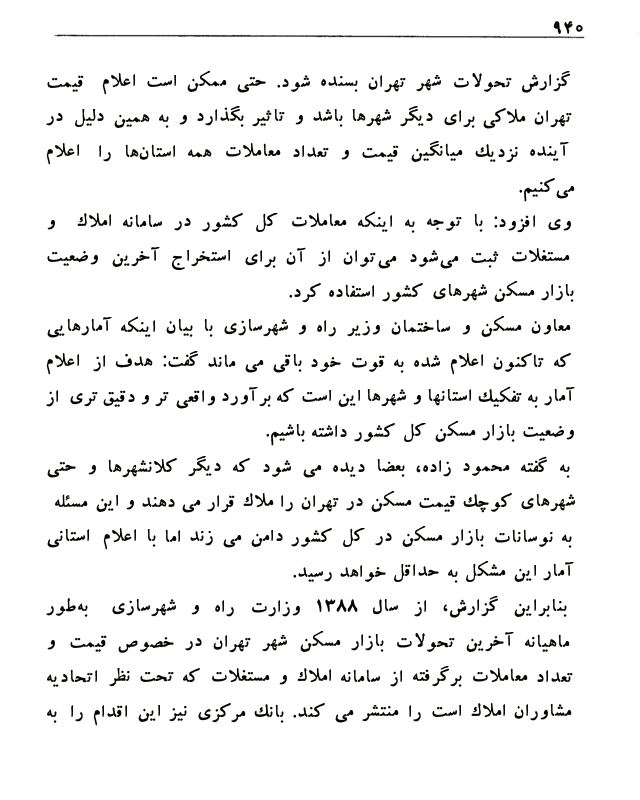 ۹۴۰
گزارش تحولات شهر تهران بسنده شود. حتی ممکن است اعلام قیمت
تهران ملاکی برای دیگر شهرها باشد و تاثیر بگذارد و به همین دلیل در
آینده نزدیك میانگین قیمت و تعداد معاملات همه استان‌ها را اعلام
می‌کنیم.
وی افزود: با توجه به اینکه معاملات کل کشور در سامانه املاك و
مستغلات ثبت می‌شود می‌توان از آن برای استخراج آخرین وضعیت
بازار مسکن شهرهای کشور استفاده کرد.
معاون مسکن و ساختمان وزیر راه و شهرسازی با بیان اینکه آمارهایی
که تاکنون اعلام شده به قوت خود باقی می ماند گفت: هدف از اعلام
آمار به تفکیك استانها و شهرها این است که برآورد واقعی تر و دقیق تری از
وضعیت بازار مسکن کل کشور داشته باشیم.
به گفته محمود زاده، بعضا دیده می شود که دیگر کلانشهرها و حتی
شهرهای کوچك قیمت مسکن در تهران را ملاك قرار می دهند و این مسئله
به نوسانات بازار مسکن در کل کشور دامن می زند اما با اعلام استانی
آمار این مشکل به حداقل خواهد رسید.
بنابراین گزارش، از سال ۱۳۸۸ وزارت راه و شهرسازی به‌طور
ماهیانه آخرین تحولات بازار مسکن شهر تهران در خصوص قیمت و
تعداد معاملات برگرفته از سامانه املاك و مستغلات که تحت نظر اتحادیه
مشاوران املاك است را منتشر می کند. بانك مرکزی نیز این اقدام را به